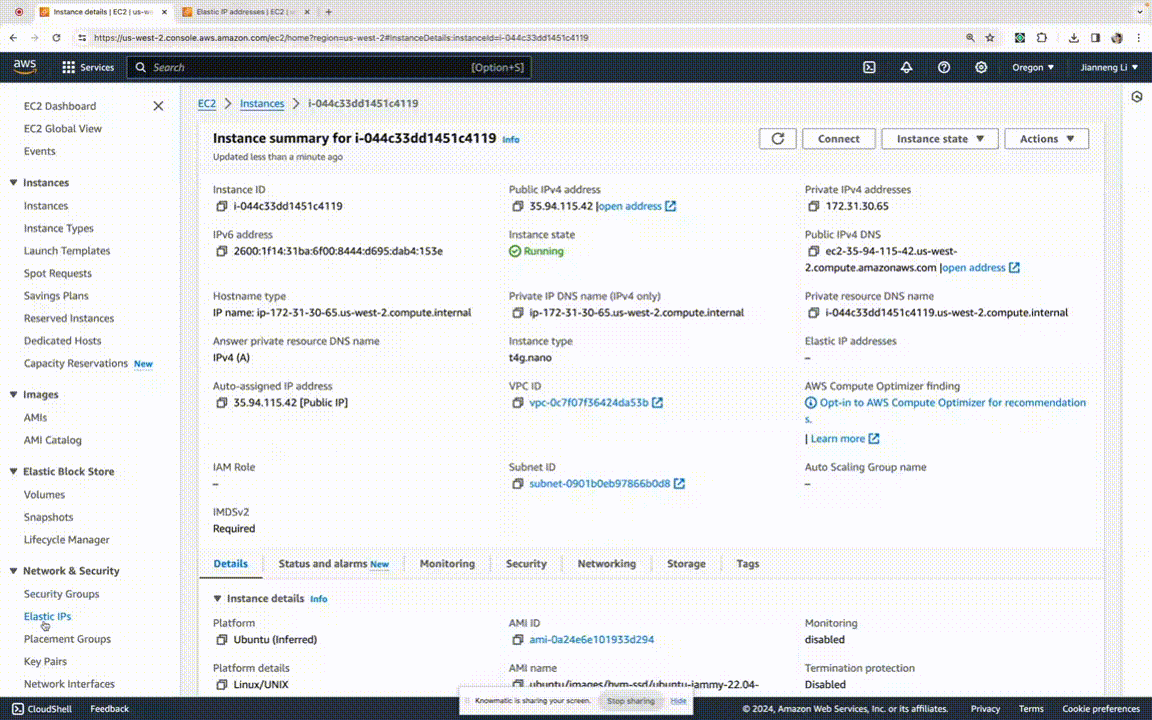 Instance details | EC2 | us-we
Elastic IP addresses | EC2 | u
https://us-west-2.console.aws.amazon.com/ec2/home?region=us-west-2#InstanceDetails:instanceId=i-044c33dd1451c4119
aws
Services
Search
[Option+S]
Oregon
Jianneng Li
EC2 Dashboard
EC2 Global View
Events
Instances
Instances
Instance Types
Launch Templates
Spot Requests
Savings Plans
Reserved Instances
Dedicated Hosts
Capacity Reservations New
Images
AMIs
AMI Catalog
Elastic Block Store
Volumes
Snapshots
Lifecycle Manager
Network & Security
Security Groups
Elastic IPs
Placement Groups
Key Pairs
Network Interfaces
EC2 > Instances > i-044c33dd1451c4119
Instance summary for i-044c33dd1451c4119 Info
Updated less than a minute ago
Connect
Instance state
Actions
Instance ID
i-044c33dd1451c4119
Public IPv4 address
35.94.115.42 |open address
Private IPv4 addresses
172.31.30.65
IPv6 address
2600:1f14:31ba:6f00:8444:d695:dab4:153e
Instance state
Running
Public IPv4 DNS
ec2-35-94-115-42.us-west-
2.compute.amazonaws.com |open address
Hostname type
IP name: ip-172-31-30-65.us-west-2.compute.internal
Private IP DNS name (IPv4 only)
ip-172-31-30-65.us-west-2.compute.internal
Private resource DNS name
i-044c33dd1451c4119.us-west-2.compute.internal
Answer private resource DNS name
IPv4 (A)
Instance type
t4g.nano
Elastic IP addresses
–
Auto-assigned IP address
35.94.115.42 [Public IP]
VPC ID
vpc-0c7f07f36424da53b
AWS Compute Optimizer finding
Opt-in to AWS Compute Optimizer for recommendation
s.
| Learn more
IAM Role
–
Subnet ID
subnet-0901b0eb97866b0d8
Auto Scaling Group name
–
IMDSv2
Required
Details
Status and alarms New
Monitoring
Security
Networking
Storage
Tags
Instance details Info
Platform
Ubuntu (Inferred)
AMI ID
ami-0a24e6e101933d294
Monitoring
disabled
Platform details
Linux/UNIX
AMI name
ubuntu/images/hvm-ssd/ubuntu-jammy-22.04-
Termination protection
Disabled
Knowmatic is sharing your screen.
Stop sharing
Hide
CloudShell
Feedback
© 2024, Amazon Web Services, Inc. or its affiliates.
Privacy
Terms
Cookie preferences